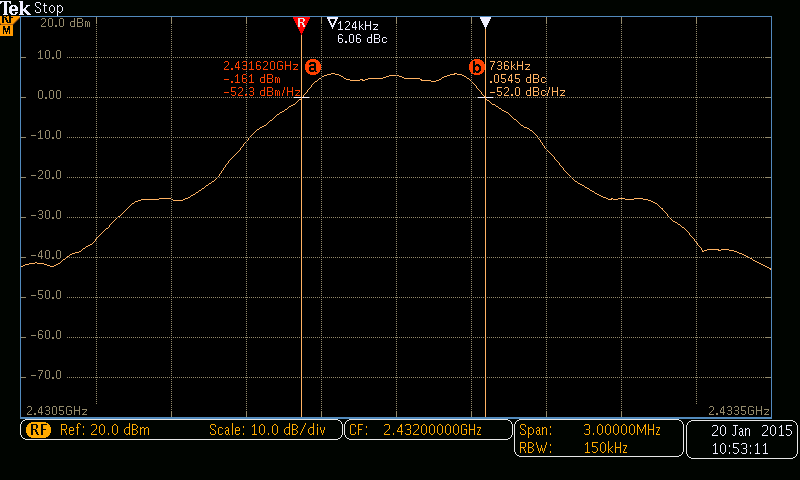 Tek Stop
RF
M
20.0 dBm
10.0
0.00
-10.0
-20.0
-30.0
-40.0
-50.0
-60.0
-70.0
R
124kHz
6.06 dBc
2.431620GHz
-.161 dBm
-52.3 dBm/Hz
a
b
736kHz
.0545 dBc
-52.0 dBc/Hz
2.4305GHz
2.4335GHz
RF Ref: 20.0 dBm Scale: 10.0 dB/div
CF: 2.43200000GHz
Span: 3.00000MHz
RBW: 150kHz
20 Jan 2015
10:53:11